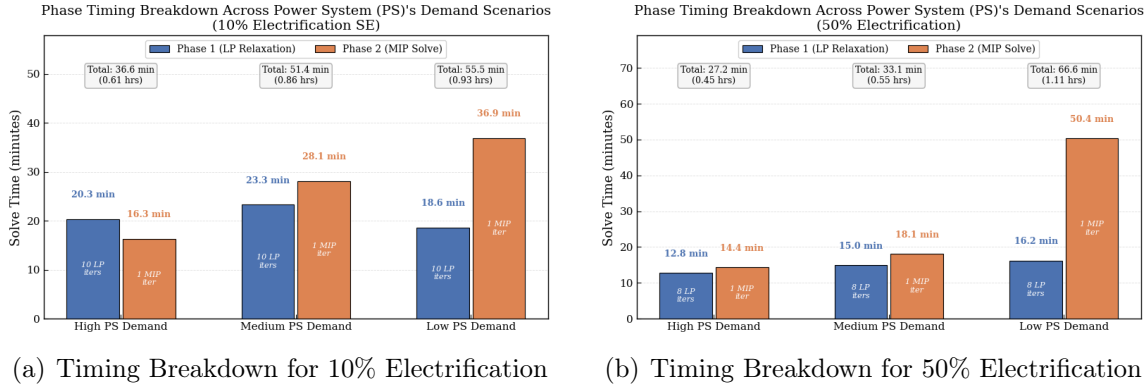 Phase Timing Breakdown Across Power System (PS)'s Demand Scenarios
(10% Electrification SE)
Phase 1 (LP Relaxation)
Phase 2 (MIP Solve)
Total: 36.6 min
(0.61 hrs)
Total: 51.4 min
(0.86 hrs)
Total: 55.5 min
(0.93 hrs)
Solve Time (minutes)
50
40
30
20
10
0
20.3 min
16.3 min
23.3 min
28.1 min
18.6 min
36.9 min
10 LP
iters
1 MIP
iter
10 LP
iters
1 MIP
iter
10 LP
iters
1 MIP
iter
High PS Demand
Medium PS Demand
Low PS Demand
(a) Timing Breakdown for 10% Electrification
Phase Timing Breakdown Across Power System (PS)'s Demand Scenarios
(50% Electrification)
Phase 1 (LP Relaxation)
Phase 2 (MIP Solve)
Total: 27.2 min
(0.45 hrs)
Total: 33.1 min
(0.55 hrs)
Total: 66.6 min
(1.11 hrs)
Solve Time (minutes)
70
60
50
40
30
20
10
0
12.8 min
14.4 min
15.0 min
18.1 min
16.2 min
50.4 min
8 LP
iters
1 MIP
iter
8 LP
iters
1 MIP
iter
8 LP
iters
1 MIP
iter
High PS Demand
Medium PS Demand
Low PS Demand
(b) Timing Breakdown for 50% Electrification